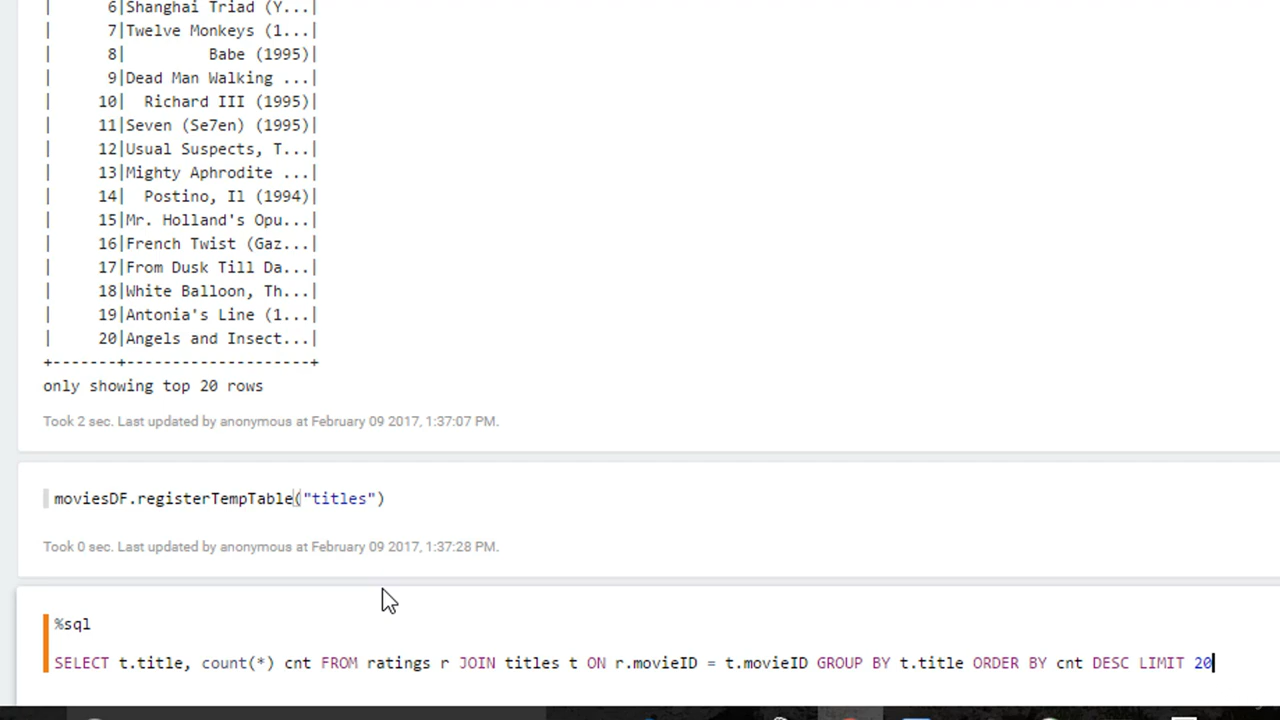 | 6|Shanghai Triad (Y...|
| 7|Twelve Monkeys (1...|
| 8| Babe (1995)|
| 9|Dead Man Walking ...|
| 10| Richard III (1995)|
| 11|Seven (Se7en) (1995)|
| 12|Usual Suspects, T...|
| 13|Mighty Aphrodite ...|
| 14| Postino, Il (1994)|
| 15|Mr. Holland's Opu...|
| 16|French Twist (Gaz...|
| 17|From Dusk Till Da...|
| 18|White Balloon, Th...|
| 19|Antonia's Line (1...|
| 20|Angels and Insect...|
+-------+--------------------+
only showing top 20 rows
Took 2 sec. Last updated by anonymous at February 09 2017, 1:37:07 PM.
moviesDF.registerTempTable("titles")
Took 0 sec. Last updated by anonymous at February 09 2017, 1:37:28 PM.
%sql
SELECT t.title, count(*) cnt FROM ratings r JOIN titles t ON r.movieID = t.movieID GROUP BY t.title ORDER BY cnt DESC LIMIT 20